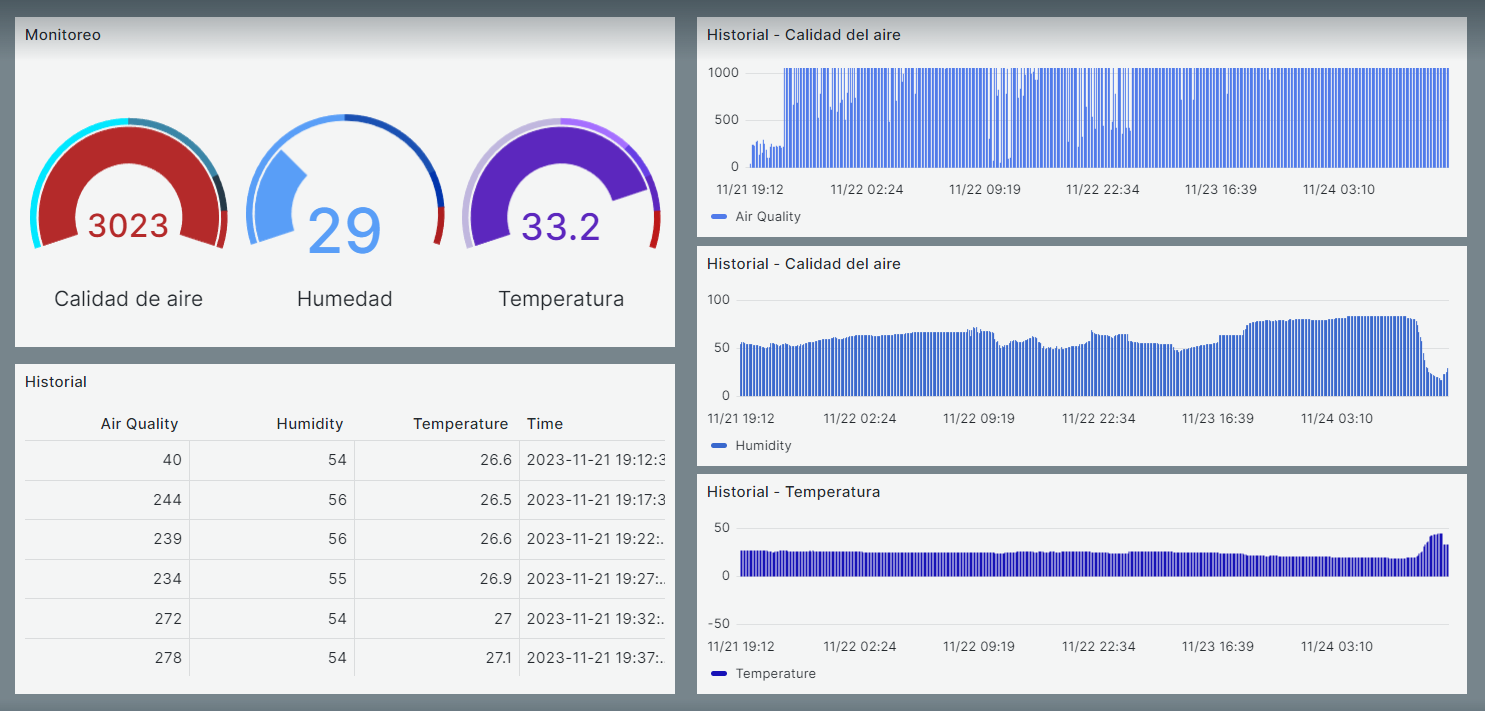 Monitoreo
3023
29
33.2
Calidad de aire
Humedad
Temperatura
Historial
Air Quality Humidity Temperature Time
40 54 26.6 2023-11-21 19:12:3
244 56 26.5 2023-11-21 19:17:3
239 56 26.6 2023-11-21 19:22:..
234 55 26.9 2023-11-21 19:27:..
272 54 27 2023-11-21 19:32:..
278 54 27.1 2023-11-21 19:37:..
Historial - Calidad del aire
1000
500
0
11/21 19:12 11/22 02:24 11/22 09:19 11/22 22:34 11/23 16:39 11/24 03:10
Air Quality
Historial - Calidad del aire
100
50
0
11/21 19:12 11/22 02:24 11/22 09:19 11/22 22:34 11/23 16:39 11/24 03:10
Humidity
Historial - Temperatura
50
0
-50
11/21 19:12 11/22 02:24 11/22 09:19 11/22 22:34 11/23 16:39 11/24 03:10
Temperature